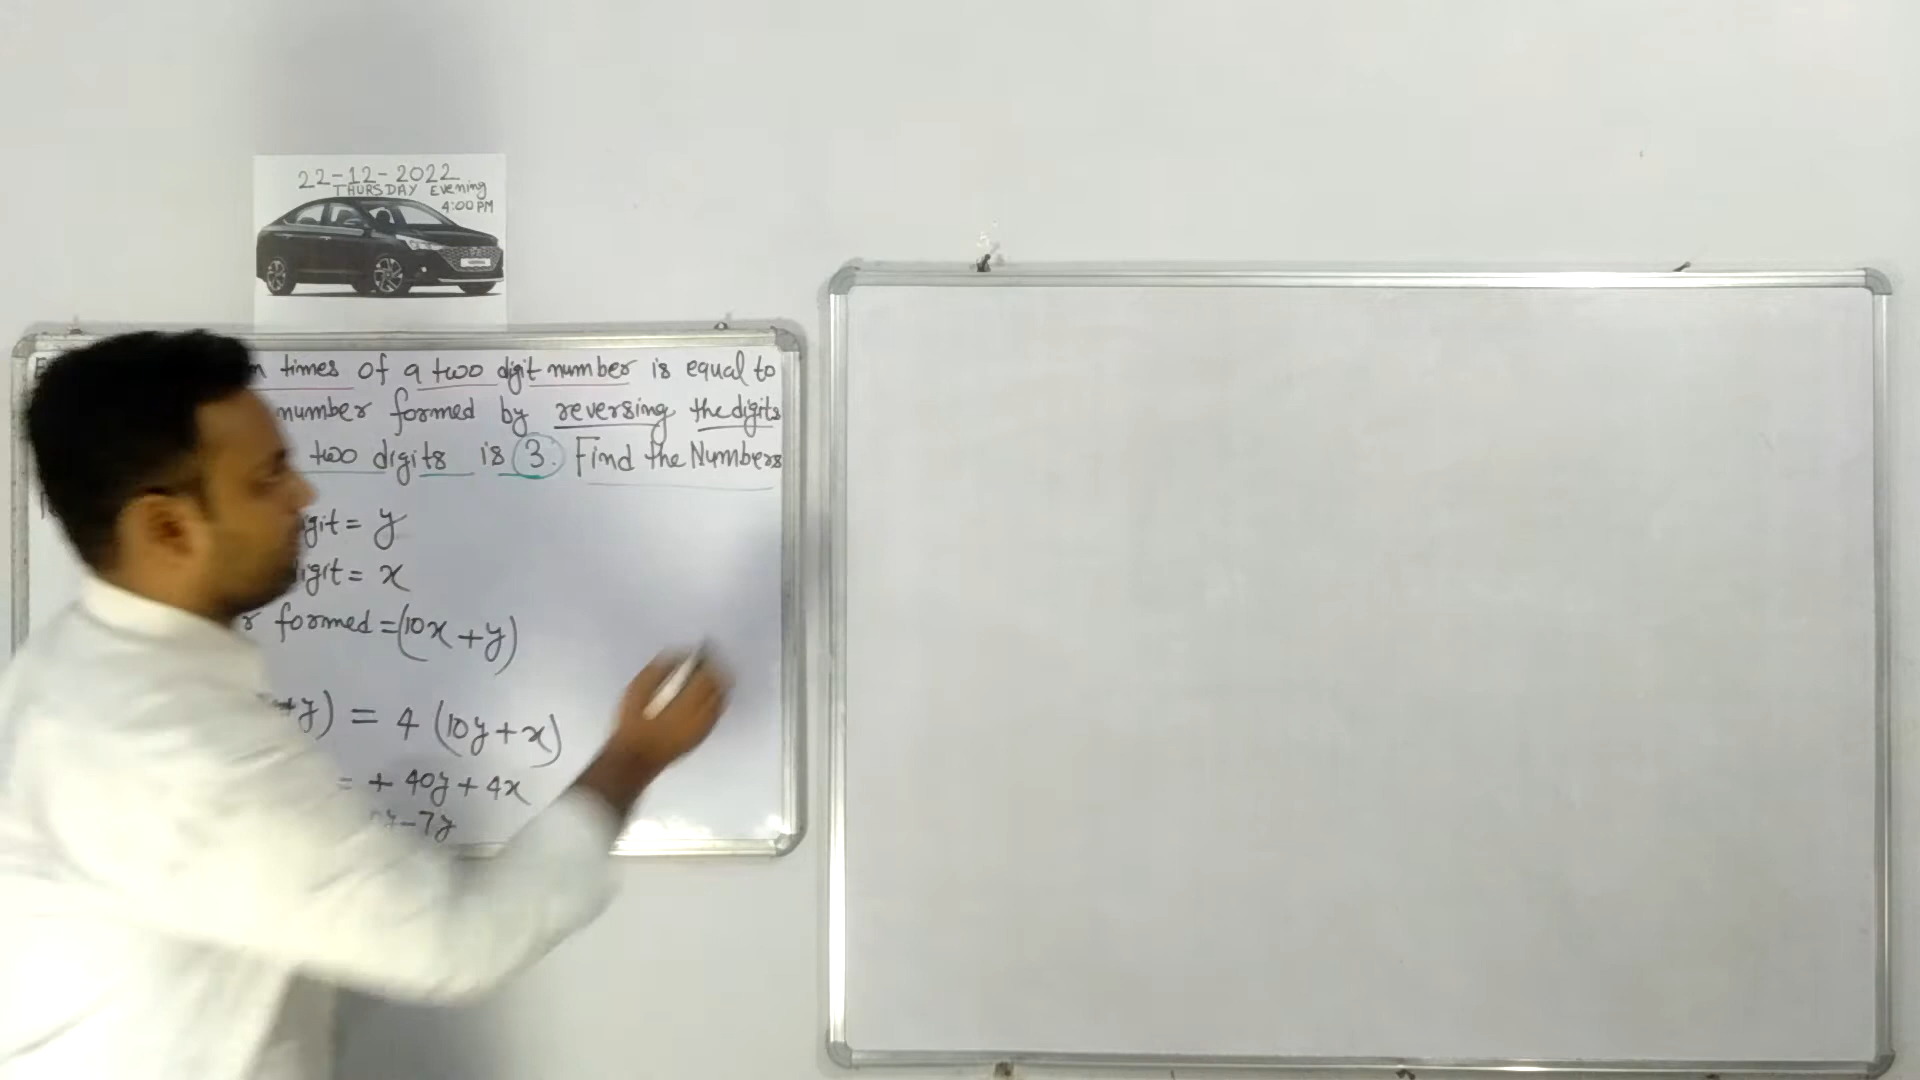 22-12-2022
THURSDAY Evening
4:00 PM
times of a two digit number is equal to
number formed by reversing the digits
two digits is 3. Find the Numbers
git = y
digit = x
r formed = (10x + y)
+y) = 4 (10y + x)
= + 40y + 4x
y - 7y